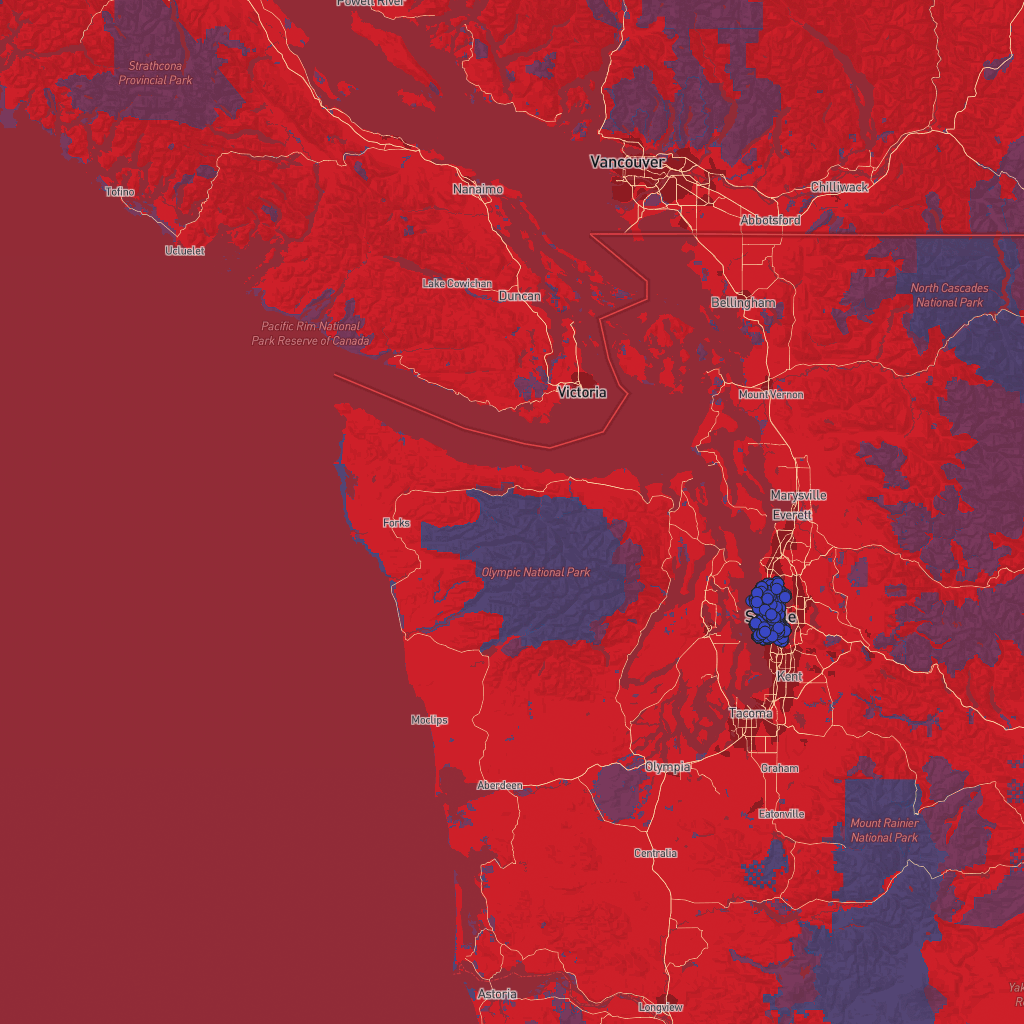 Powell River
Strathcona
Provincial Park
Vancouver
Tofino
Nanaimo
Chilliwack
Abbotsford
Ucluelet
Lake Cowichan
Duncan
North Cascades
National Park
Bellingham
Pacific Rim National
Park Reserve of Canada
Victoria
Mount Vernon
Marysville
Everett
Forks
Olympic National Park
Kent
Moclips
Tacoma
Olympia
Graham
Aberdeen
Eatonville
Mount Rainier
National Park
Centralia
Astoria
Longview